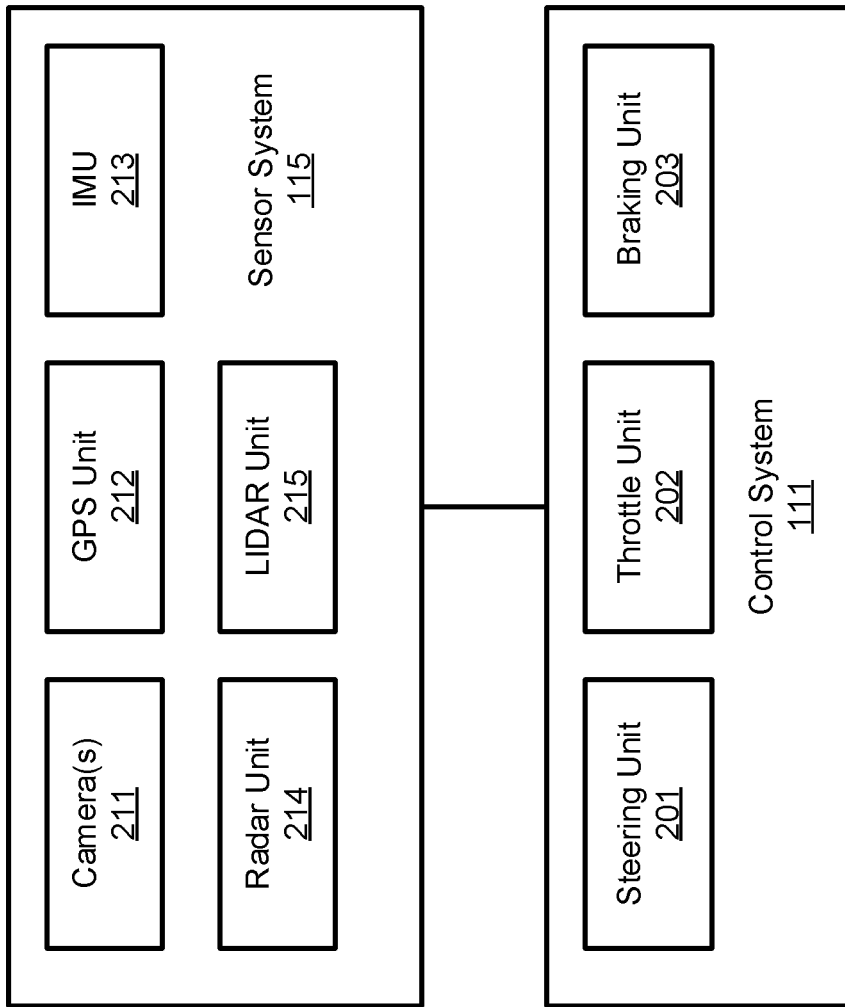 Camera(s)
211
GPS Unit
212
IMU
213
Radar Unit
214
LIDAR Unit
215
Sensor System
115
Steering Unit
201
Throttle Unit
202
Braking Unit
203
Control System
111